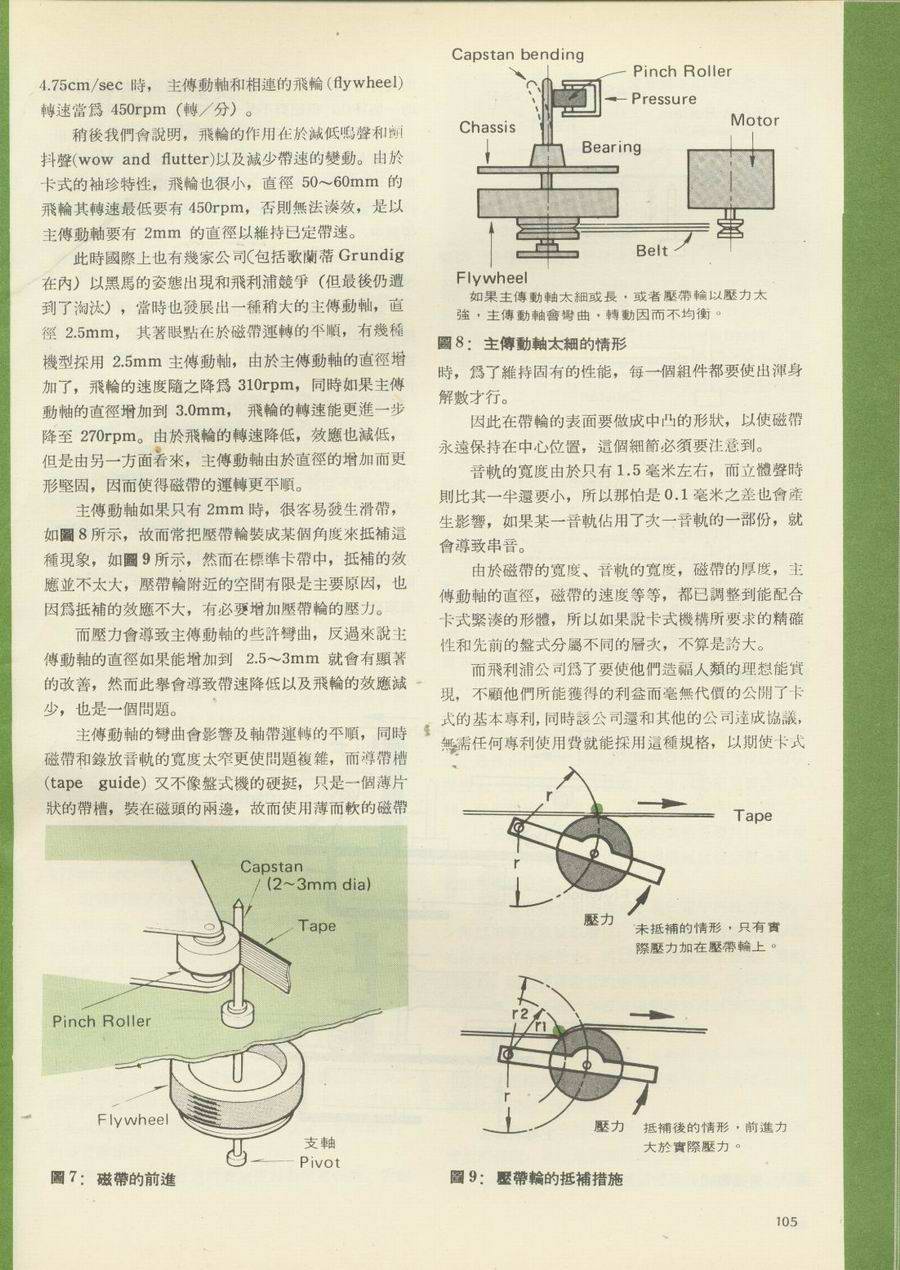 4.75cm/sec 時， 主傳動軸和相連的飛輪(flywheel)
轉速當爲 450rpm（轉／分）。
稍後我們會說明，飛輪的作用在於減低鳴聲和顫
抖聲(wow and flutter)以及減少帶速的變動。由於
卡式的袖珍特性，飛輪也很小，直徑 50～60mm 的
飛輪其轉速最低要有 450rpm，否則無法湊效，是以
主傳動軸要有 2mm 的直徑以維持已定帶速。
此時國際上也有幾家公司(包括歌蘭蒂 Grundig
在內）以黑馬的姿態出現和飛利浦競爭（但最後仍遭
到了淘汰），當時也發展出一種稍大的主傳動軸，直
徑 2.5mm， 其著眼點在於磁帶運轉的平順，有幾種
機型採用 2.5mm 主傳動軸，由於主傳動軸的直徑增
加了，飛輪的速度隨之降爲 310rpm，同時如果主傳
動軸的直徑增加到 3.0mm， 飛輪的轉速能更進一步
降至 270rpm。由於飛輪的轉速降低，效應也減低，
但是由另一方面看來，主傳動軸由於直徑的增加而更
形堅固，因而使得磁帶的運轉更平順。
主傳動軸如果只有 2mm 時，很容易發生滑帶，
如圖 8 所示，故而常把壓帶輪裝成某個角度來抵補這
種現象，如圖 9 所示，然而在標準卡帶中，抵補的效
應並不太大，壓帶輪附近的空間有限是主要原因，也
因爲抵補的效應不大，有必要增加壓帶輪的壓力。
而壓力會導致主傳動軸的些許彎曲，反過來說主
傳動軸的直徑如果能增加到 2.5～3mm 就會有顯著
的改善，然而此舉會導致帶速降低以及飛輪的效應減
少，也是一個問題。
主傳動軸的彎曲會影響及軸帶運轉的平順，同時
磁帶和錄放音軌的寬度太窄更使問題複雜，而導帶槽
(tape guide) 又不像盤式機的硬挺，只是一個薄片
狀的帶槽，裝在磁頭的兩邊，故而使用薄而軟的磁帶
Capstan
(2~3mm dia)
Tape
Pinch Roller
Flywheel
支軸
Pivot
圖 7： 磁帶的前進
Capstan bending
Pinch Roller
Pressure
Motor
Chassis
Bearing
Belt
Flywheel
如果主傳動軸太細或長，或者壓帶輪以壓力太
強，主傳動軸會彎曲，轉動因而不均衡。
圖 8： 主傳動軸太細的情形
時，爲了維持固有的性能，每一個組件都要使出渾身
解數才行。
因此在帶輪的表面要做成中凸的形狀，以使磁帶
永遠保持在中心位置，這個細節必須要注意到。
音軌的寬度由於只有 1.5 毫米左右，而立體聲時
則比其一半還要小，所以那怕是 0.1 毫米之差也會產
生影響，如果某一音軌佔用了次一音軌的一部份，就
會導致串音。
由於磁帶的寬度、音軌的寬度，磁帶的厚度，主
傳動軸的直徑，磁帶的速度等等，都已調整到能配合
卡式緊湊的形體，所以如果說卡式機構所要求的精確
性和先前的盤式分屬不同的層次，不算是誇大。
而飛利浦公司爲了要使他們造福人類的理想能實
現，不顧他們所能獲得的利益而毫無代價的公開了卡
式的基本專利，同時該公司還和其他的公司達成協議，
無需任何專利使用費就能採用這種規格，以期使卡式
r
Tape
r
壓力
未抵補的情形，只有實
際壓力加在壓帶輪上。
r2
r1
r
壓力
抵補後的情形，前進力
大於實際壓力。
圖 9： 壓帶輪的抵補措施
105